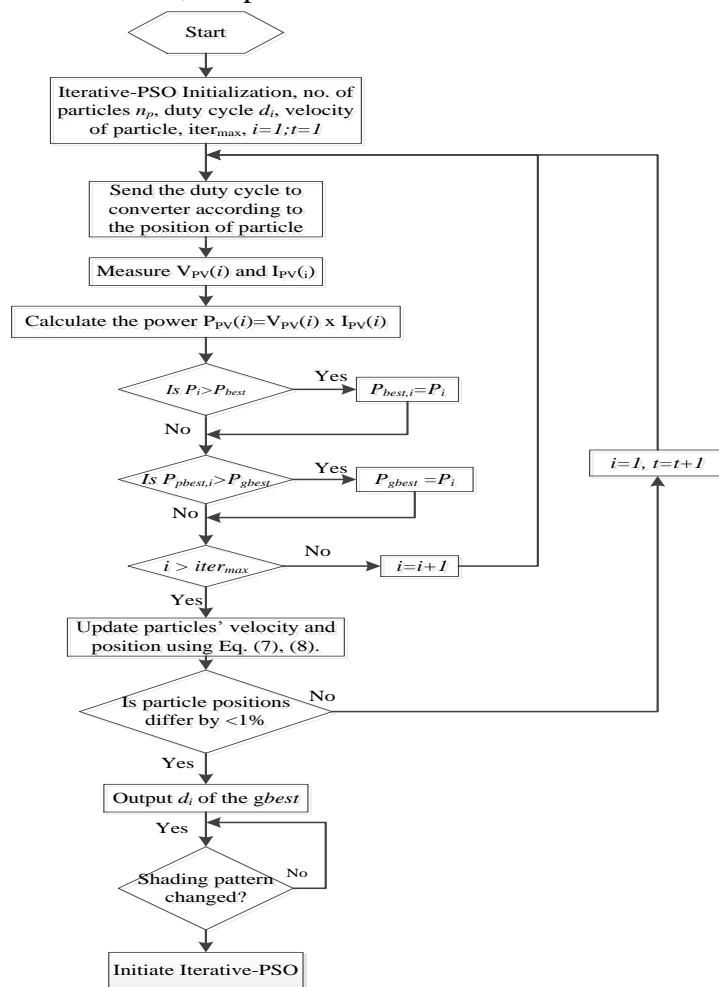 Start
Iterative-PSO Initialization, no. of
particles np, duty cycle di, velocity
of particle, itermax, i=1;t=1
Send the duty cycle to
converter according to
the position of particle
Measure VPV(i) and IPV(i)
Calculate the power PPV(i)=VPV(i) x IPV(i)
Is Pi>Pbest
Yes
Pbest,i=Pi
No
Is Ppbest,i>Pgbest
Yes
Pgbest =Pi
No
i=1, t=t+1
i > itermax
No
i=i+1
Yes
Update particles’ velocity and
position using Eq. (7), (8).
Is particle positions
differ by <1%
No
Yes
Output di of the gbest
Yes
Shading pattern
changed?
No
Initiate Iterative-PSO